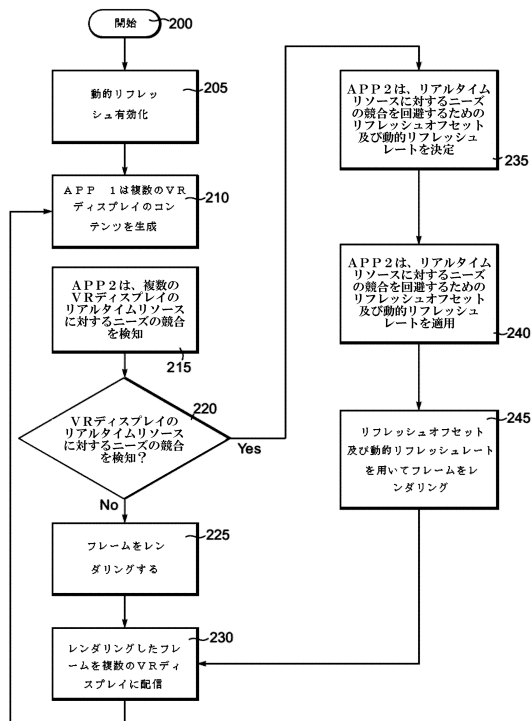 開始
200
動的リフレッ
シュ有効化
205
APP 1は複数のVR
ディスプレイのコン
テンツを生成
210
APP2は、複数の
VRディスプレイの
リアルタイムリソース
に対するニーズの競合
を検知
215
VRディスプレイの
リアルタイムリソース
に対するニーズの競合
を検知?
220
Yes
No
フレームをレン
ダリングする
225
レンダリングしたフレ
ームを複数のVRディ
スプレイに配信
230
APP2は、リアルタイム
リソースに対するニーズ
の競合を回避するための
リフレッシュオフセット
及び動的リフレッシュ
レートを決定
235
APP2は、リアルタイム
リソースに対するニーズ
の競合を回避するための
リフレッシュオフセット
及び動的リフレッシュ
レートを適用
240
リフレッシュオフセット
及び動的リフレッシュレート
を用いてフレームをレ
ンダリング
245